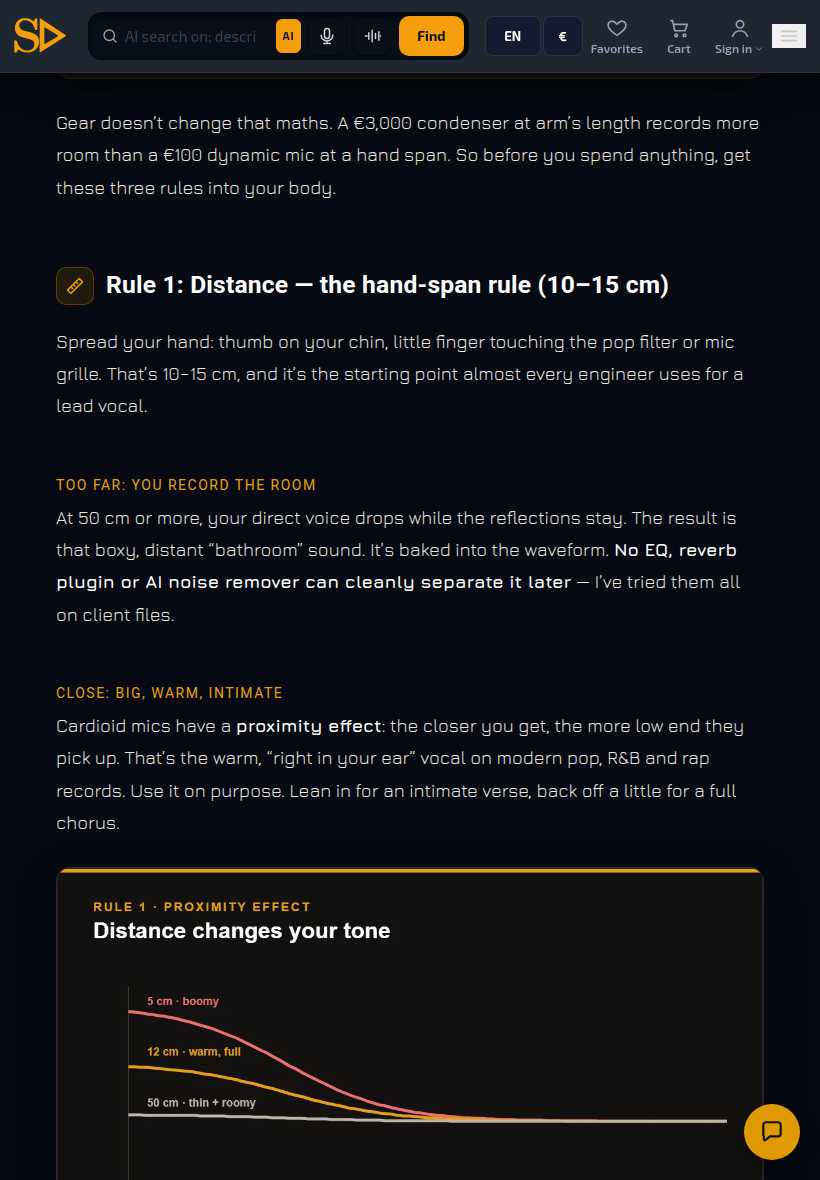 SD
AI search on: descri
AI
Find
EN
€
Favorites
Cart
Sign in
Gear doesn't change that maths. A €3,000 condenser at arm's length records more
room than a €100 dynamic mic at a hand span. So before you spend anything, get
these three rules into your body.
Rule 1: Distance — the hand-span rule (10–15 cm)
Spread your hand: thumb on your chin, little finger touching the pop filter or mic
grille. That's 10–15 cm, and it's the starting point almost every engineer uses for a
lead vocal.
TOO FAR: YOU RECORD THE ROOM
At 50 cm or more, your direct voice drops while the reflections stay. The result is
that boxy, distant “bathroom” sound. It's baked into the waveform. No EQ, reverb
plugin or AI noise remover can cleanly separate it later — I've tried them all
on client files.
CLOSE: BIG, WARM, INTIMATE
Cardioid mics have a proximity effect: the closer you get, the more low end they
pick up. That's the warm, “right in your ear” vocal on modern pop, R&B and rap
records. Use it on purpose. Lean in for an intimate verse, back off a little for a full
chorus.
RULE 1 · PROXIMITY EFFECT
Distance changes your tone
5 cm · boomy
12 cm · warm, full
50 cm · thin + roomy